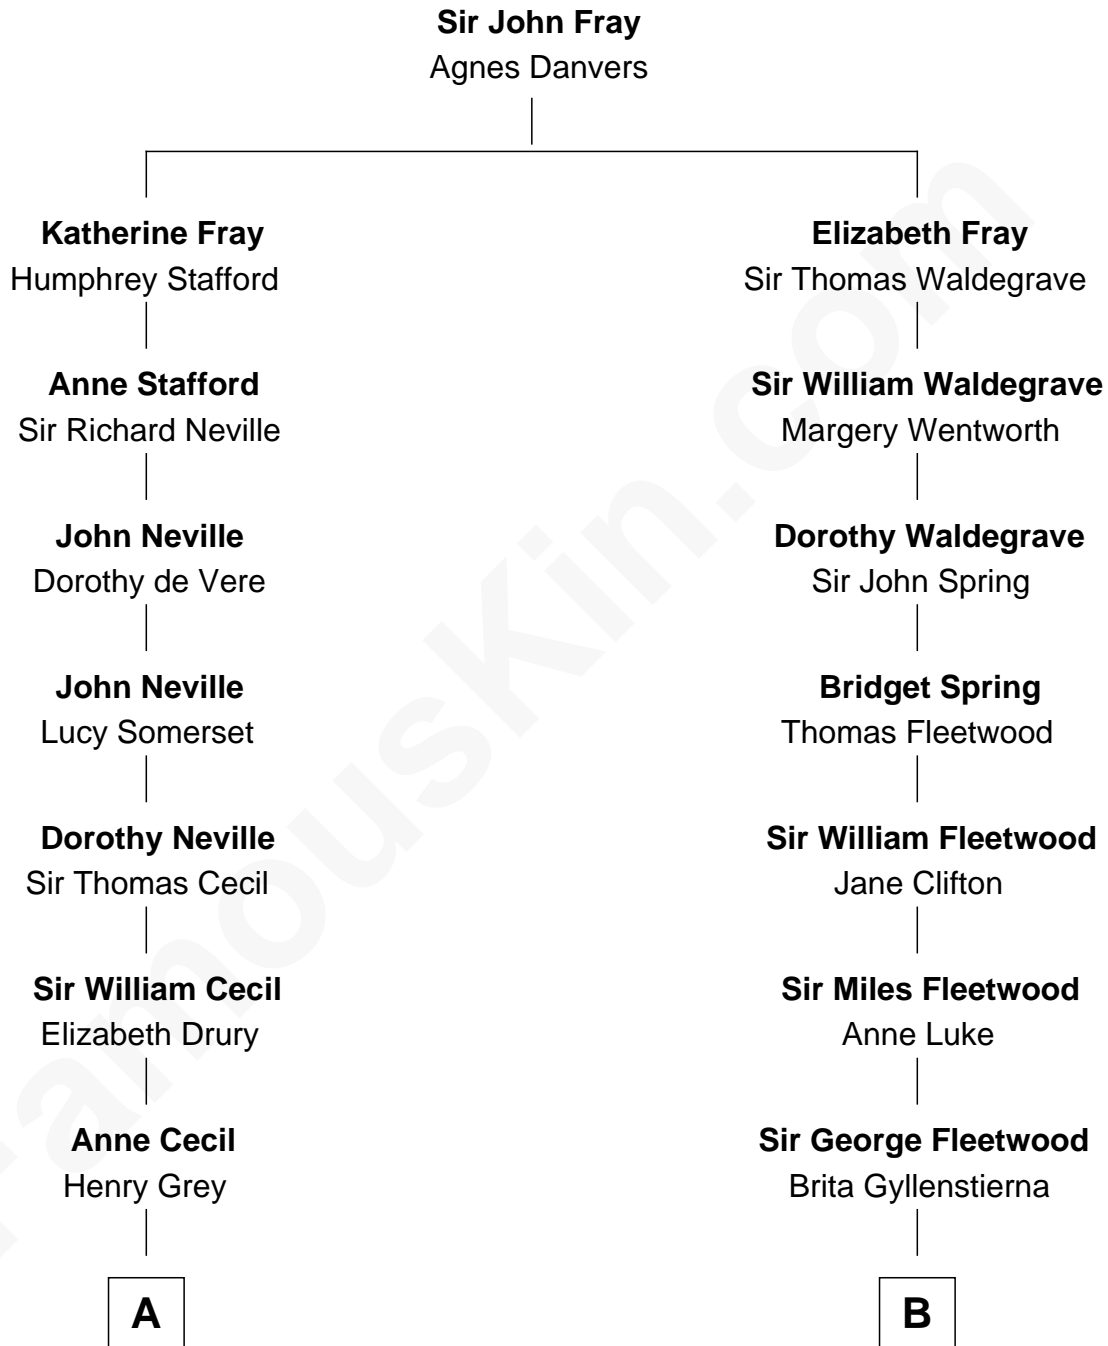 Sir John Fray
Agnes Danvers
Katherine Fray
Humphrey Stafford
Elizabeth Fray
Sir Thomas Waldegrave
Anne Stafford
Sir Richard Neville
Sir William Waldegrave
Margery Wentworth
John Neville
Dorothy de Vere
Dorothy Waldegrave
Sir John Spring
John Neville
Lucy Somerset
Bridget Spring
Thomas Fleetwood
Dorothy Neville
Sir Thomas Cecil
Sir William Fleetwood
Jane Clifton
Sir William Cecil
Elizabeth Drury
Sir Miles Fleetwood
Anne Luke
Anne Cecil
Henry Grey
Sir George Fleetwood
Brita Gyllenstierna
A
B
FamousKin.com